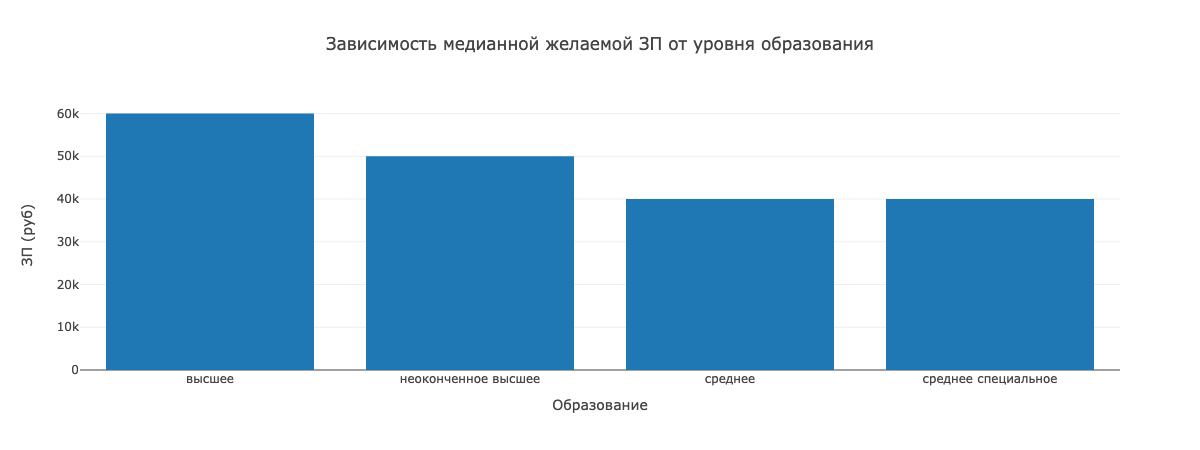 Зависимость медианной желаемой ЗП от уровня образования
60k
50k
40k
30k
20k
10k
0
ЗП (руб)
высшее
неоконченное высшее
среднее
среднее специальное
Образование